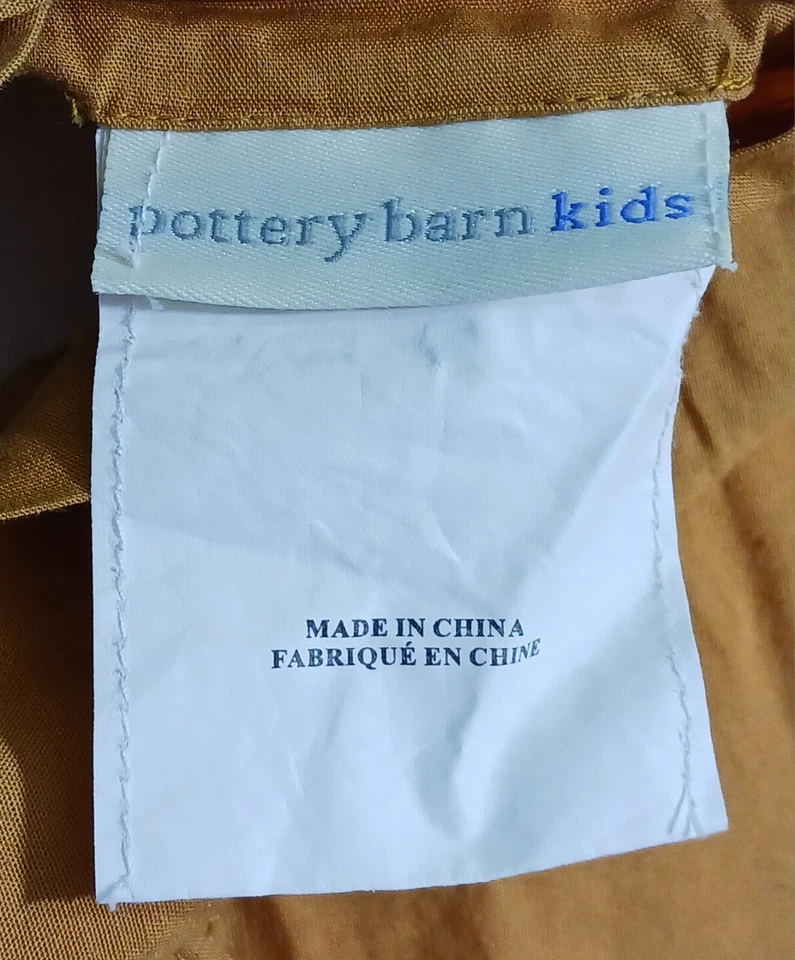 pottery barn kids
MADE IN CHINA
FABRIQUÉ EN CHINE